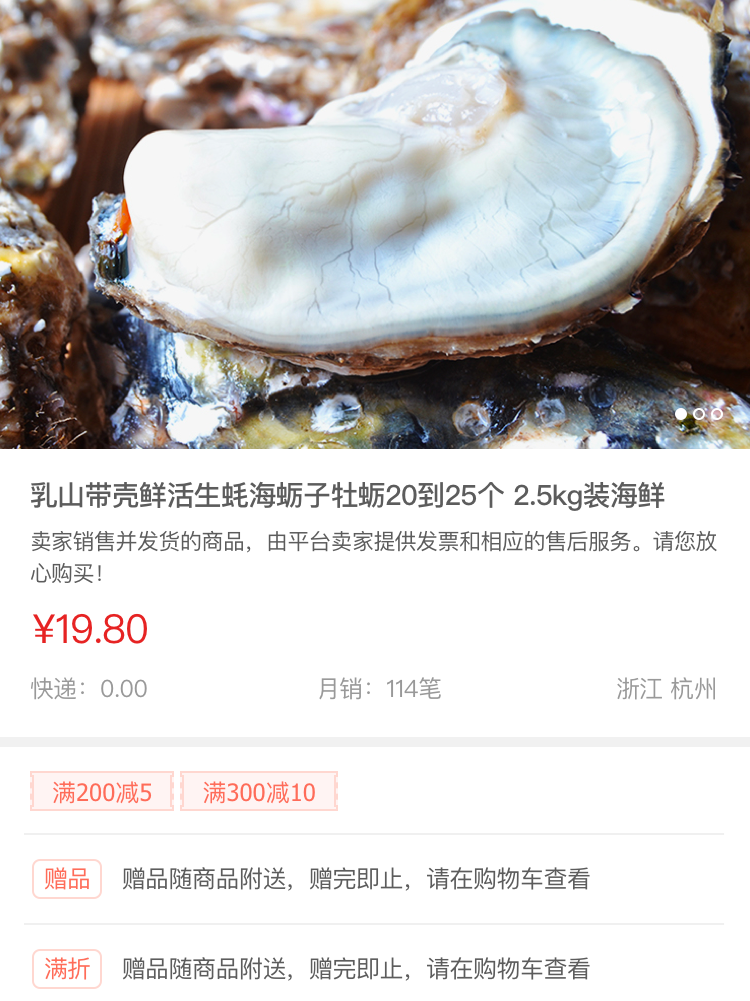 乳山带壳鲜活生蚝海蛎子牡蛎20到25个 2.5kg装海鲜
卖家销售并发货的商品，由平台卖家提供发票和相应的售后服务。请您放
心购买！
¥19.80
快递：0.00 月销：114笔 浙江 杭州
满200减5 满300减10
赠品 赠品随商品附送，赠完即止，请在购物车查看
满折 赠品随商品附送，赠完即止，请在购物车查看